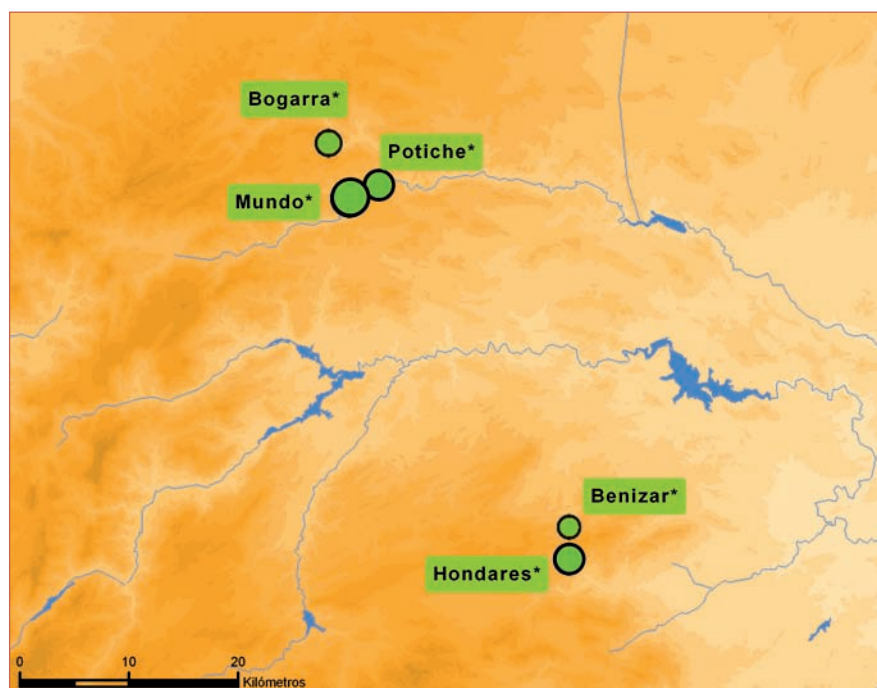 Bogarra*
Potiche*
Mundo*
Benizar*
Hondares*
0 10 20
Kilómetros